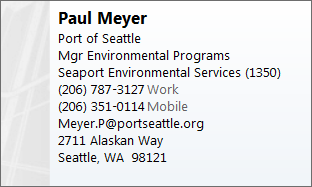 Paul Meyer
Port of Seattle
Mgr Environmental Programs
Seaport Environmental Services (1350)
(206) 787-3127 Work
(206) 351-0114 Mobile
Meyer.P@portseattle.org
2711 Alaskan Way
Seattle, WA  98121